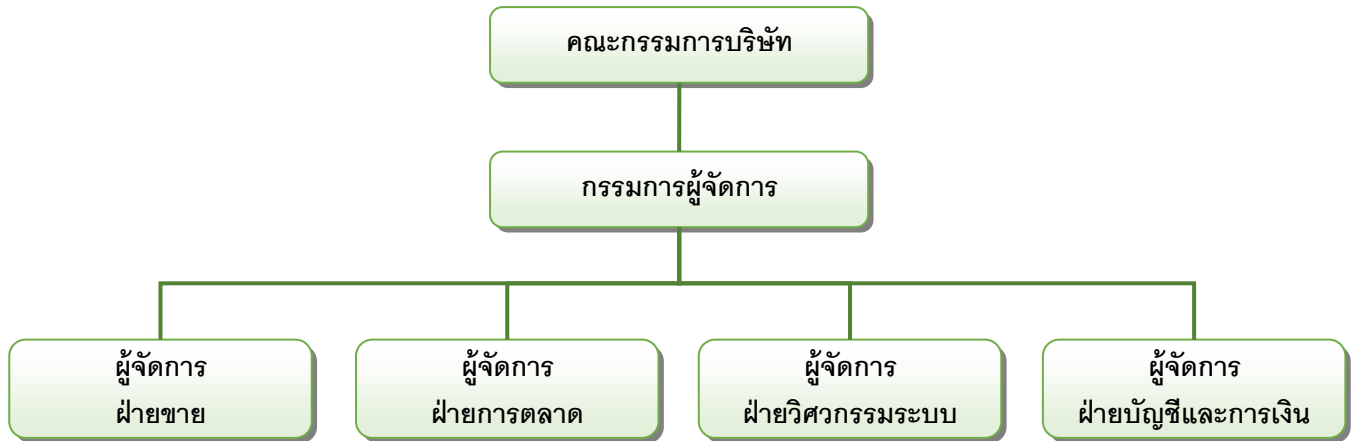 คณะกรรมการบริษัท
กรรมการผู้จัดการ
ผู้จัดการ
ฝ่ายขาย
ผู้จัดการ
ฝ่ายการตลาด
ผู้จัดการ
ฝ่ายวิศวกรรมระบบ
ผู้จัดการ
ฝ่ายบัญชีและการเงิน